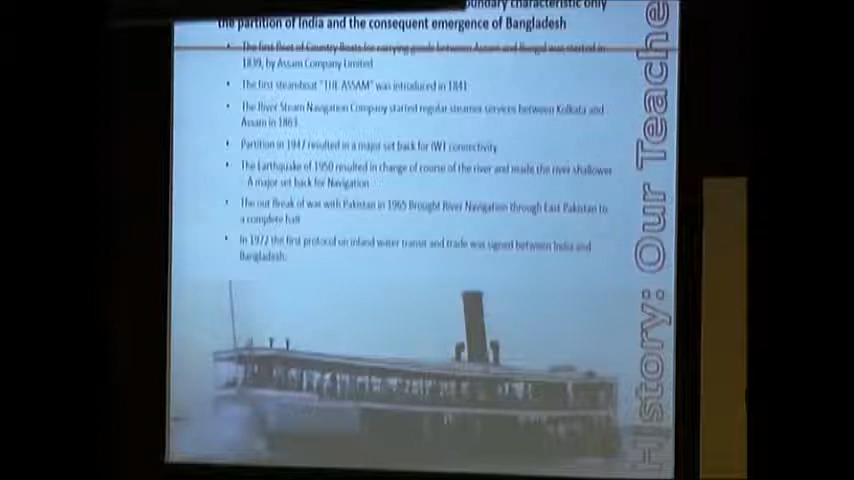 boundary characteristic only
the partition of India and the consequent emergence of Bangladesh
• The first fleet of Country Boats for carrying goods between Assam and Bengal was started in
1839, by Assam Company Limited
• The first steamboat "THE ASSAM" was introduced in 1841
• The River Steam Navigation Company started regular steamer services between Kolkata and
Assam in 1863
• Partition in 1947 resulted in a major set back for IWT connectivity
• The Earthquake of 1950 resulted in change of course of the river and made the river shallower
- A major set back for Navigation
• The out Break of war with Pakistan in 1965 Brought River Navigation through East Pakistan to
a complete halt
• In 1972 the first protocol on inland water transit and trade was signed between India and
Bangladesh.
History: Our Teache